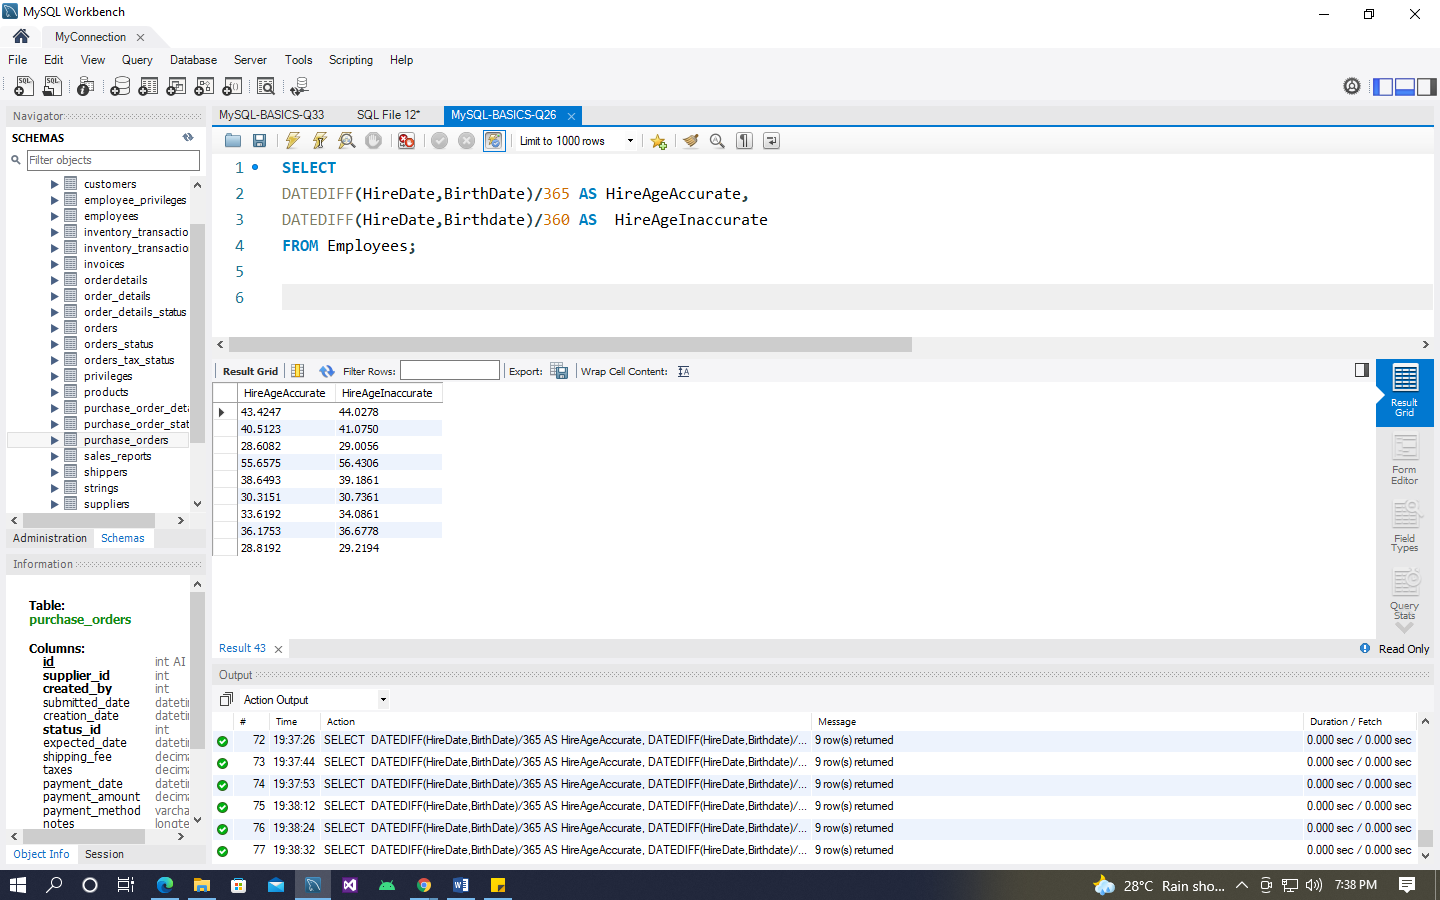 MySQL Workbench
MyConnection
File Edit View Query Database Server Tools Scripting Help
Navigator
SCHEMAS
Filter objects
customers
employee_privileges
employees
inventory_transactio
inventory_transactio
invoices
orderdetails
order_details
order_details_status
orders
orders_status
orders_tax_status
privileges
products
purchase_order_deta
purchase_order_stat
purchase_orders
sales_reports
shippers
strings
suppliers
Administration Schemas
Information
Table:
purchase_orders
Columns:
id int AI
supplier_id int
created_by int
submitted_date datetin
creation_date datetin
status_id int
expected_date datetin
shipping_fee decima
taxes decima
payment_date datetin
payment_amount decima
payment_method varcha
notes longte
Object Info Session
MySQL-BASICS-Q33 SQL File 12* MySQL-BASICS-Q26
Limit to 1000 rows
1 SELECT
2 DATEDIFF(HireDate,BirthDate)/365 AS HireAgeAccurate,
3 DATEDIFF(HireDate,Birthdate)/360 AS  HireAgeInaccurate
4 FROM Employees;
5
6
Result Grid Filter Rows: Export: Wrap Cell Content:
HireAgeAccurate HireAgeInaccurate
43.4247 44.0278
40.5123 41.0750
28.6082 29.0056
55.6575 56.4306
38.6493 39.1861
30.3151 30.7361
33.6192 34.0861
36.1753 36.6778
28.8192 29.2194
Result
Grid
Form
Editor
Field
Types
Query
Stats
Result 43
Read Only
Output
Action Output
# Time Action Message Duration / Fetch
72 19:37:26 SELECT DATEDIFF(HireDate,BirthDate)/365 AS HireAgeAccurate, DATEDIFF(HireDate,Birthdate)/... 9 row(s) returned 0.000 sec / 0.000 sec
73 19:37:44 SELECT DATEDIFF(HireDate,BirthDate)/365 AS HireAgeAccurate, DATEDIFF(HireDate,Birthdate)/... 9 row(s) returned 0.000 sec / 0.000 sec
74 19:37:53 SELECT DATEDIFF(HireDate,BirthDate)/365 AS HireAgeAccurate, DATEDIFF(HireDate,Birthdate)/... 9 row(s) returned 0.000 sec / 0.000 sec
75 19:38:12 SELECT DATEDIFF(HireDate,BirthDate)/365 AS HireAgeAccurate, DATEDIFF(HireDate,Birthdate)/... 9 row(s) returned 0.000 sec / 0.000 sec
76 19:38:24 SELECT DATEDIFF(HireDate,BirthDate)/365 AS HireAgeAccurate, DATEDIFF(HireDate,Birthdate)/... 9 row(s) returned 0.000 sec / 0.000 sec
77 19:38:32 SELECT DATEDIFF(HireDate,BirthDate)/365 AS HireAgeAccurate, DATEDIFF(HireDate,Birthdate)/... 9 row(s) returned 0.000 sec / 0.000 sec
28°C Rain sho... 7:38 PM